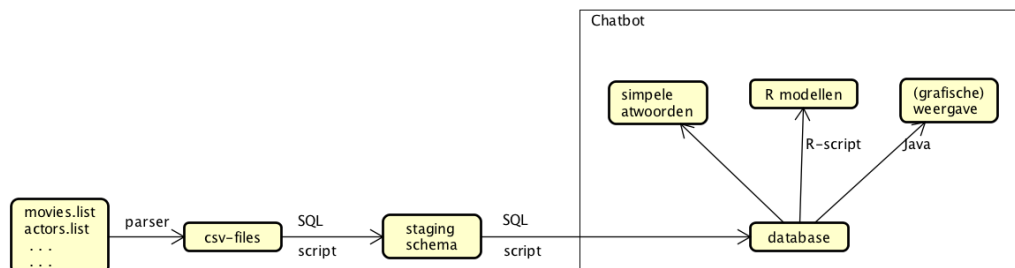 Chatbot
simpele
atwoorden
R modellen
(grafische)
weergave
R-script
Java
movies.list
actors.list
. . .
. . .
parser
csv-files
SQL
script
staging
schema
SQL
script
database